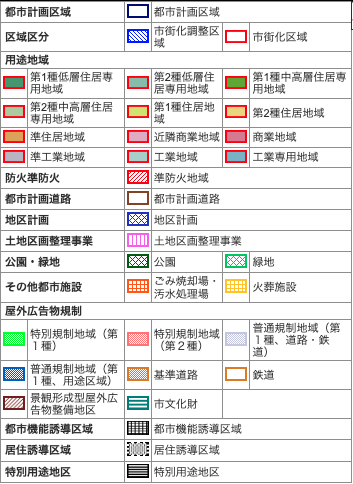 都市計画区域 都市計画区域
区域区分 市街化調整区域 市街化区域
用途地域
第1種低層住居専用地域 第2種低層住居専用地域 第1種中高層住居専用地域
第2種中高層住居専用地域 第1種住居地域 第2種住居地域
準住居地域 近隣商業地域 商業地域
準工業地域 工業地域 工業専用地域
防火準防火 準防火地域
都市計画道路 都市計画道路
地区計画 地区計画
土地区画整理事業 土地区画整理事業
公園・緑地 公園 緑地
その他都市施設 ごみ焼却場・汚水処理場 火葬施設
屋外広告物規制
特別規制地域（第１種） 特別規制地域（第２種） 普通規制地域（第１種、道路・鉄道）
普通規制地域（第１種、用途区域） 基準道路 鉄道
景観形成型屋外広告物整備地区 市文化財
都市機能誘導区域 都市機能誘導区域
居住誘導区域 居住誘導区域
特別用途地区 特別用途地区